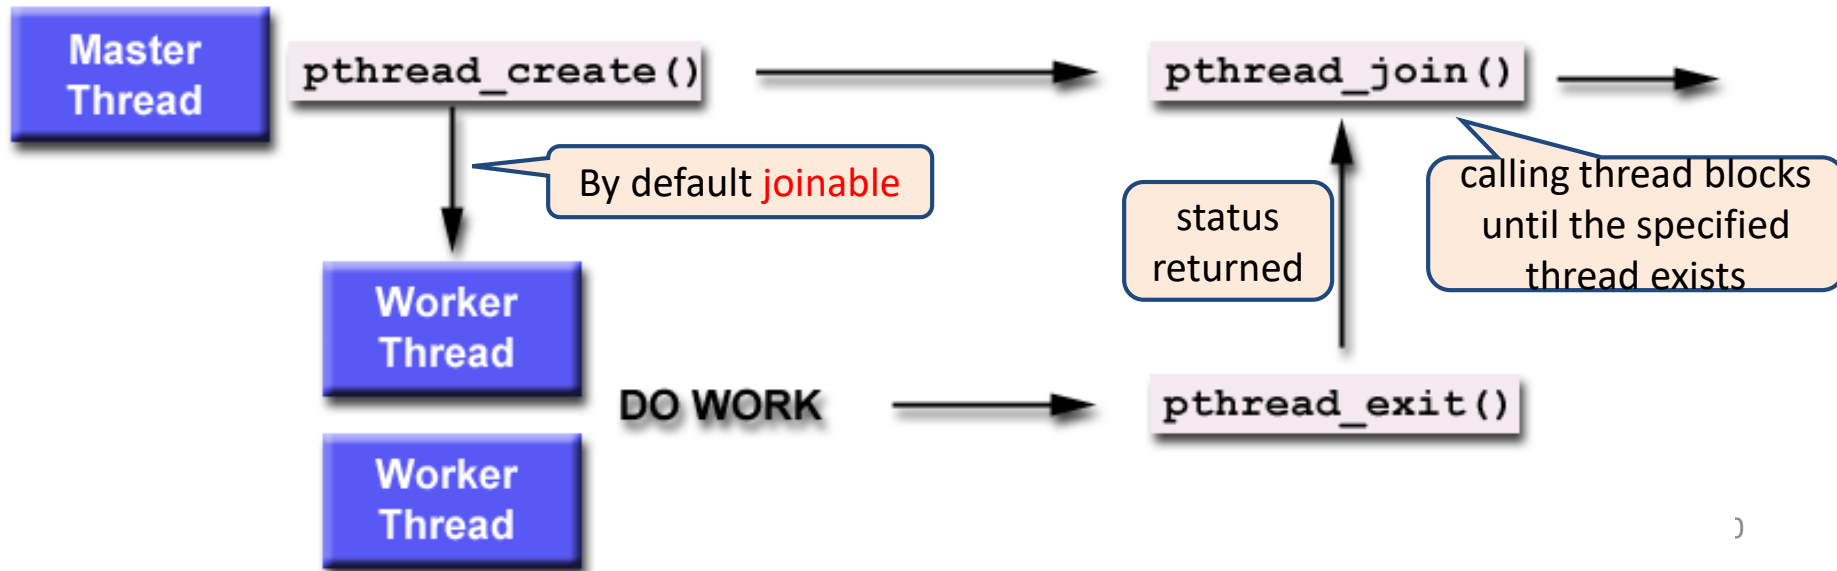 Master
Thread
pthread_create()
pthread_join()
By default joinable
status
returned
calling thread blocks
until the specified
thread exists
Worker
Thread
DO WORK
pthread_exit()
Worker
Thread